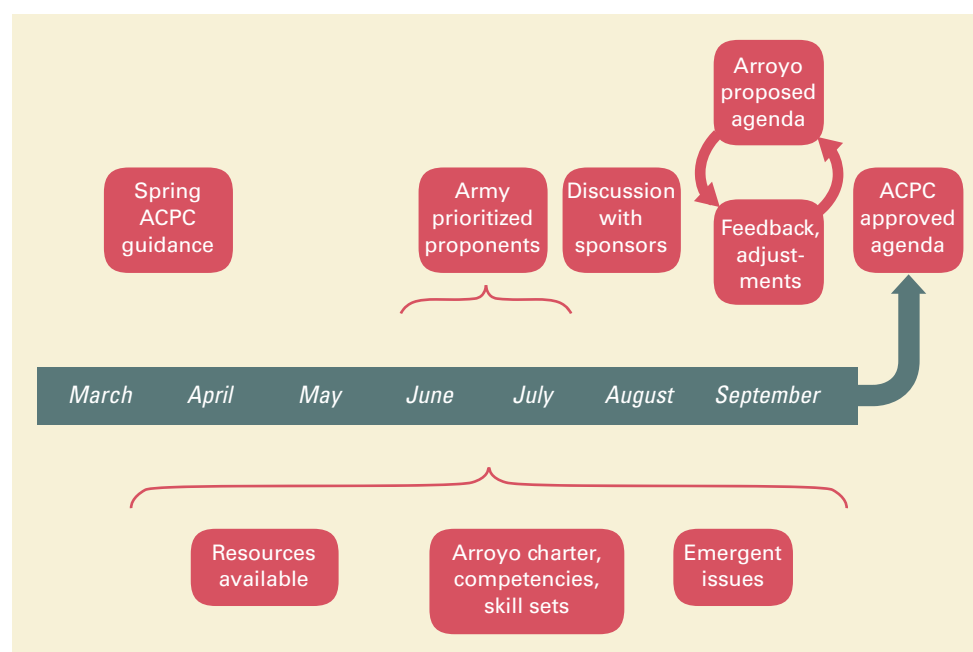 Arroyo
proposed
agenda
Spring
ACPC
guidance
Army
prioritized
proponents
Discussion
with
sponsors
Feedback,
adjust-
ments
ACPC
approved
agenda
March April May June July August September
Resources
available
Arroyo charter,
competencies,
skill sets
Emergent
issues